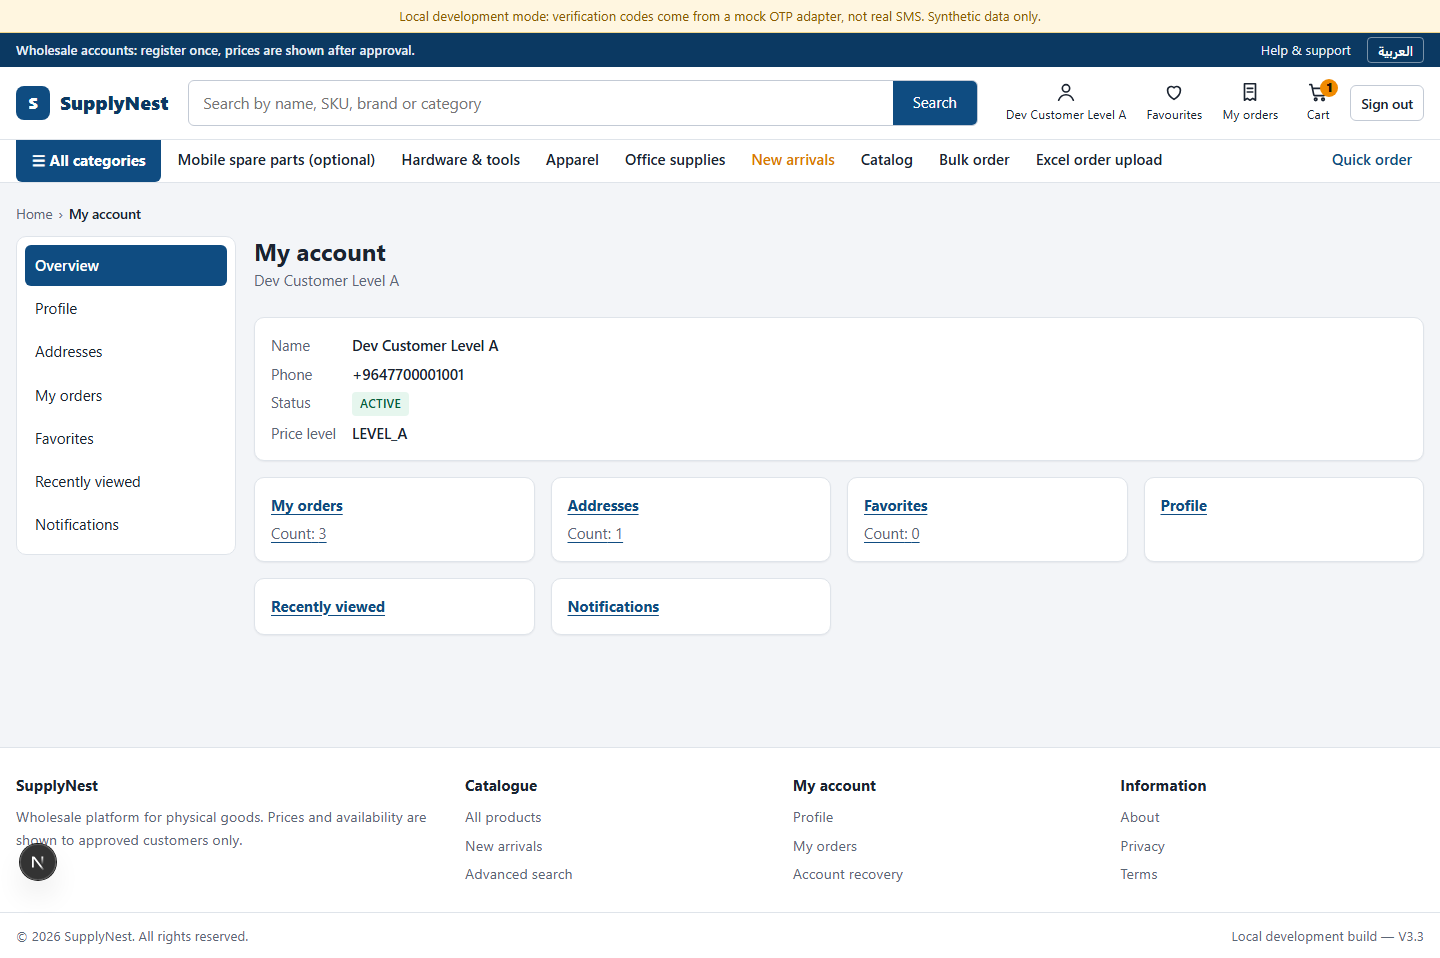 Local development mode: verification codes come from a mock OTP adapter, not real SMS. Synthetic data only.
Wholesale accounts: register once, prices are shown after approval.
Help & support
العربية
S
SupplyNest
Search by name, SKU, brand or category
Search
Dev Customer Level A
Favourites
My orders
1
Cart
Sign out
☰ All categories
Mobile spare parts (optional)
Hardware & tools
Apparel
Office supplies
New arrivals
Catalog
Bulk order
Excel order upload
Quick order
Home › My account
Overview
Profile
Addresses
My orders
Favorites
Recently viewed
Notifications
My account
Dev Customer Level A
Name Dev Customer Level A
Phone +9647700001001
Status ACTIVE
Price level LEVEL_A
My orders
Count: 3
Addresses
Count: 1
Favorites
Count: 0
Profile
Recently viewed
Notifications
SupplyNest
Wholesale platform for physical goods. Prices and availability are
shown to approved customers only.
N
Catalogue
All products
New arrivals
Advanced search
My account
Profile
My orders
Account recovery
Information
About
Privacy
Terms
© 2026 SupplyNest. All rights reserved.
Local development build — V3.3